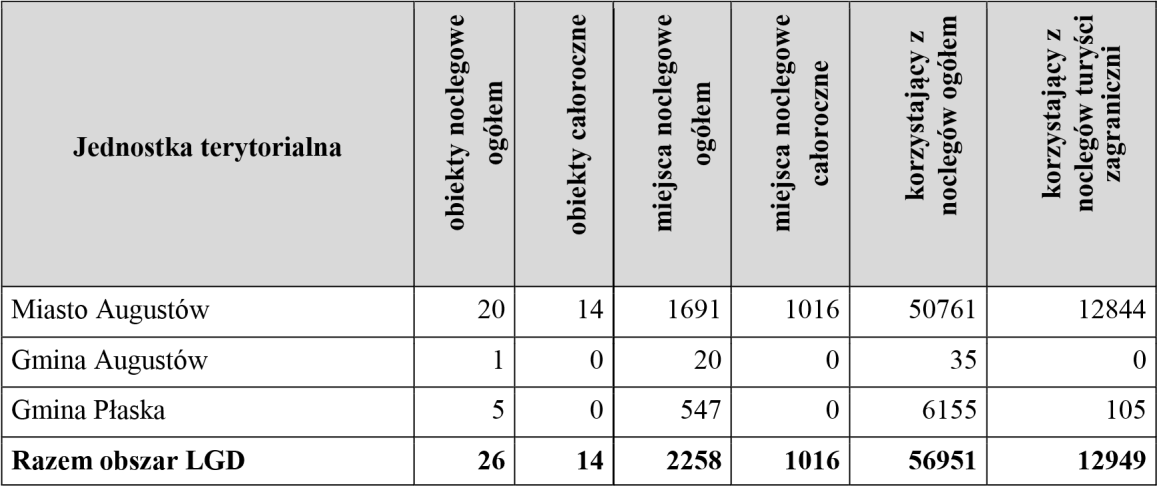 Jednostka terytorialna
obiekty noclegowe
ogółem
obiekty całoroczne
miejsca noclegowe
ogółem
miejsca noclegowe
całoroczne
korzystający z
noclegów ogółem
korzystający z
noclegów turyści
zagraniczni
Miasto Augustów 20 14 1691 1016 50761 12844
Gmina Augustów 1 0 20 0 35 0
Gmina Płaska 5 0 547 0 6155 105
Razem obszar LGD 26 14 2258 1016 56951 12949